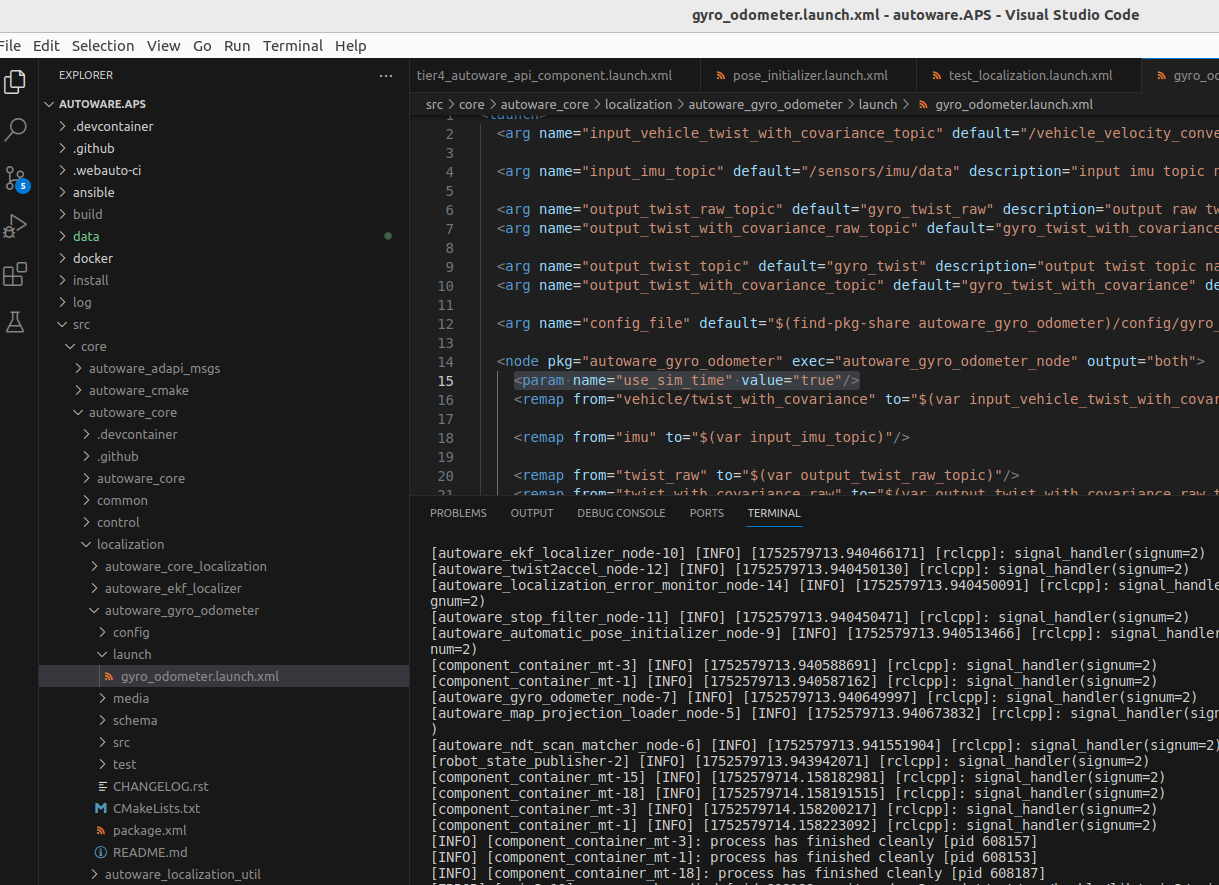 gyro_odometer.launch.xml - autoware.APS - Visual Studio Code
File Edit Selection View Go Run Terminal Help
EXPLORER
AUTOWARE.APS
.devcontainer
.github
.webauto-ci
ansible
build
data
docker
install
log
src
core
autoware_adapi_msgs
autoware_cmake
autoware_core
.devcontainer
.github
autoware_core
common
control
localization
autoware_core_localization
autoware_ekf_localizer
autoware_gyro_odometer
config
launch
gyro_odometer.launch.xml
media
schema
src
test
CHANGELOG.rst
CMakeLists.txt
package.xml
README.md
autoware_localization_util
5
tier4_autoware_api_component.launch.xml pose_initializer.launch.xml test_localization.launch.xml gyro_od
src > core > autoware_core > localization > autoware_gyro_odometer > launch > gyro_odometer.launch.xml
1 <launch>
2 <arg name="input_vehicle_twist_with_covariance_topic" default="/vehicle_velocity_conve
3
4 <arg name="input_imu_topic" default="/sensors/imu/data" description="input imu topic n
5
6 <arg name="output_twist_raw_topic" default="gyro_twist_raw" description="output raw tw
7 <arg name="output_twist_with_covariance_raw_topic" default="gyro_twist_with_covariance
8
9 <arg name="output_twist_topic" default="gyro_twist" description="output twist topic na
10 <arg name="output_twist_with_covariance_topic" default="gyro_twist_with_covariance" de
11
12 <arg name="config_file" default="$(find-pkg-share autoware_gyro_odometer)/config/gyro_
13
14 <node pkg="autoware_gyro_odometer" exec="autoware_gyro_odometer_node" output="both">
15 <param name="use_sim_time" value="true"/>
16 <remap from="vehicle/twist_with_covariance" to="$(var input_vehicle_twist_with_covar
17
18 <remap from="imu" to="$(var input_imu_topic)"/>
19
20 <remap from="twist_raw" to="$(var output_twist_raw_topic)"/>
21 <remap from="twist_with_covariance_raw" to="$(var output_twist_with_covariance_raw_t
PROBLEMS OUTPUT DEBUG CONSOLE PORTS TERMINAL
[autoware_ekf_localizer_node-10] [INFO] [1752579713.940466171] [rclcpp]: signal_handler(signum=2)
[autoware_twist2accel_node-12] [INFO] [1752579713.940450130] [rclcpp]: signal_handler(signum=2)
[autoware_localization_error_monitor_node-14] [INFO] [1752579713.940450091] [rclcpp]: signal_handle
gnum=2)
[autoware_stop_filter_node-11] [INFO] [1752579713.940450471] [rclcpp]: signal_handler(signum=2)
[autoware_automatic_pose_initializer_node-9] [INFO] [1752579713.940513466] [rclcpp]: signal_handler
num=2)
[component_container_mt-3] [INFO] [1752579713.940588691] [rclcpp]: signal_handler(signum=2)
[component_container_mt-1] [INFO] [1752579713.940587162] [rclcpp]: signal_handler(signum=2)
[autoware_gyro_odometer_node-7] [INFO] [1752579713.940649997] [rclcpp]: signal_handler(signum=2)
[autoware_map_projection_loader_node-5] [INFO] [1752579713.940673832] [rclcpp]: signal_handler(sign
)
[autoware_ndt_scan_matcher_node-6] [INFO] [1752579713.941551904] [rclcpp]: signal_handler(signum=2)
[robot_state_publisher-2] [INFO] [1752579713.943942071] [rclcpp]: signal_handler(signum=2)
[component_container_mt-15] [INFO] [1752579714.158182981] [rclcpp]: signal_handler(signum=2)
[component_container_mt-18] [INFO] [1752579714.158191515] [rclcpp]: signal_handler(signum=2)
[component_container_mt-3] [INFO] [1752579714.158200217] [rclcpp]: signal_handler(signum=2)
[component_container_mt-1] [INFO] [1752579714.158223092] [rclcpp]: signal_handler(signum=2)
[INFO] [component_container_mt-3]: process has finished cleanly [pid 608157]
[INFO] [component_container_mt-1]: process has finished cleanly [pid 608153]
[INFO] [component_container_mt-18]: process has finished cleanly [pid 608187]